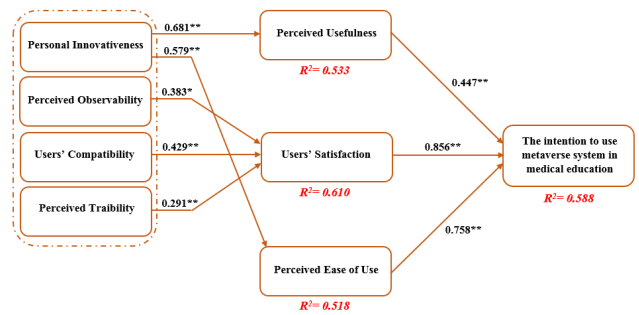 Personal Innovativeness
0.681**
0.579**
Perceived Usefulness
R²= 0.533
Perceived Observability
0.383*
0.447**
Users' Compatibility
0.429**
Users' Satisfaction
R²= 0.610
0.856**
The intention to use
metaverse system in
medical education
R²= 0.588
Perceived Traibility
0.291**
0.758**
Perceived Ease of Use
R²= 0.518